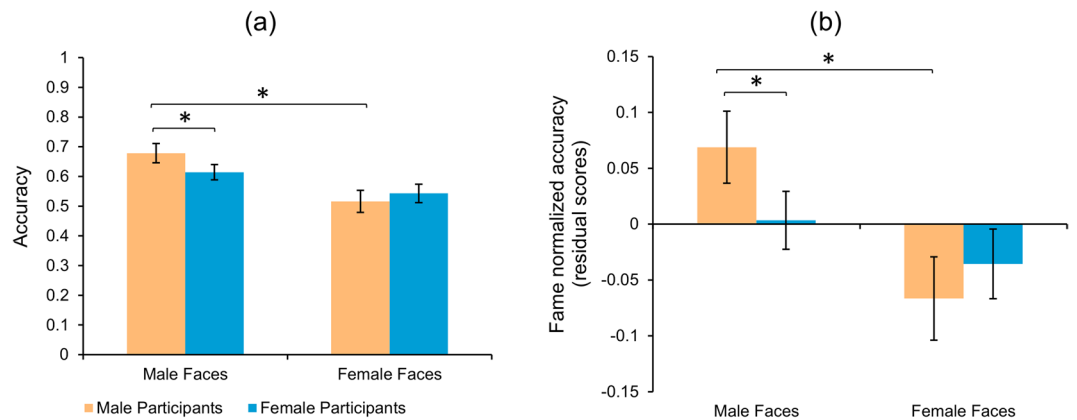 (a)
Accuracy
1
0.9
0.8
0.7
0.6
0.5
0.4
0.3
0.2
0.1
0
*
*
Male Faces
Female Faces
Male Participants
Female Participants
(b)
Fame normalized accuracy
(residual scores)
0.15
0.1
0.05
0
-0.05
-0.1
-0.15
*
*
Male Faces
Female Faces